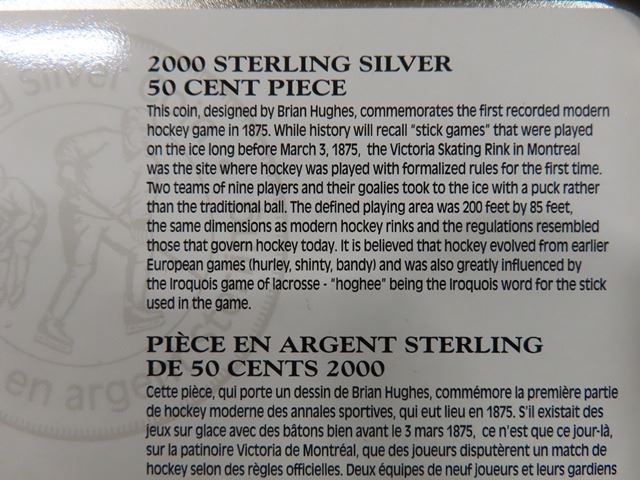 2000 STERLING SILVER
50 CENT PIECE
This coin, designed by Brian Hughes, commemorates the first recorded modern
hockey game in 1875. While history will recall "stick games" that were played
on the ice long before March 3, 1875, the Victoria Skating Rink in Montreal
was the site where hockey was played with formalized rules for the first time.
Two teams of nine players and their goalies took to the ice with a puck rather
than the traditional ball. The defined playing area was 200 feet by 85 feet,
the same dimensions as modern hockey rinks and the regulations resembled
those that govern hockey today. It is believed that hockey evolved from earlier
European games (hurley, shinty, bandy) and was also greatly influenced by
the Iroquois game of lacrosse - "hoghee" being the Iroquois word for the stick
used in the game.
PIÈCE EN ARGENT STERLING
DE 50 CENTS 2000
Cette pièce, qui porte un dessin de Brian Hughes, commémore la première partie
de hockey moderne des annales sportives, qui eut lieu en 1875. S'il existait des
jeux sur glace avec des bâtons bien avant le 3 mars 1875, ce n'est que ce jour-là,
sur la patinoire Victoria de Montréal, que des joueurs disputèrent un match de
hockey selon des règles officielles. Deux équipes de neuf joueurs et leurs gardiens
silver
en argent